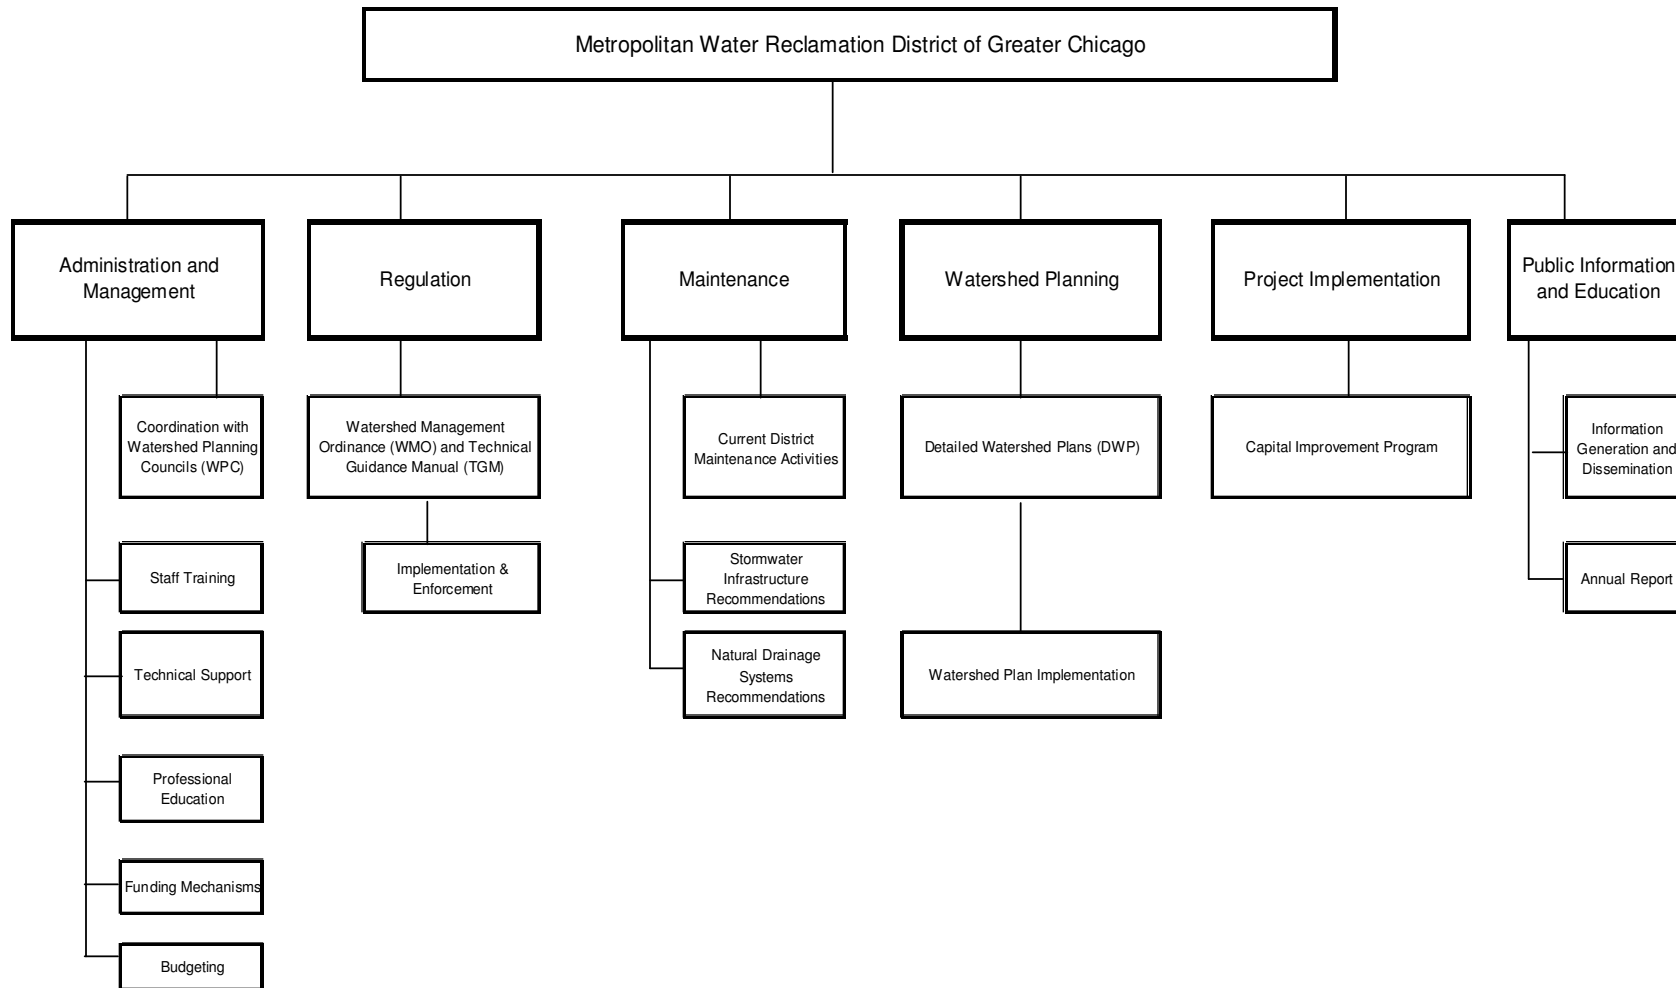 Metropolitan Water Reclamation District of Greater Chicago
Administration and
Management
Regulation
Maintenance
Watershed Planning
Project Implementation
Public Information
and Education
Coordination with
Watershed Planning
Councils (WPC)
Watershed Management
Ordinance (WMO) and Technical
Guidance Manual (TGM)
Current District
Maintenance Activities
Detailed Watershed Plans (DWP)
Capital Improvement Program
Information
Generation and
Dissemination
Staff Training
Implementation &
Enforcement
Stormwater
Infrastructure
Recommendations
Annual Report
Technical Support
Natural Drainage
Systems
Recommendations
Watershed Plan Implementation
Professional
Education
Funding Mechanisms
Budgeting